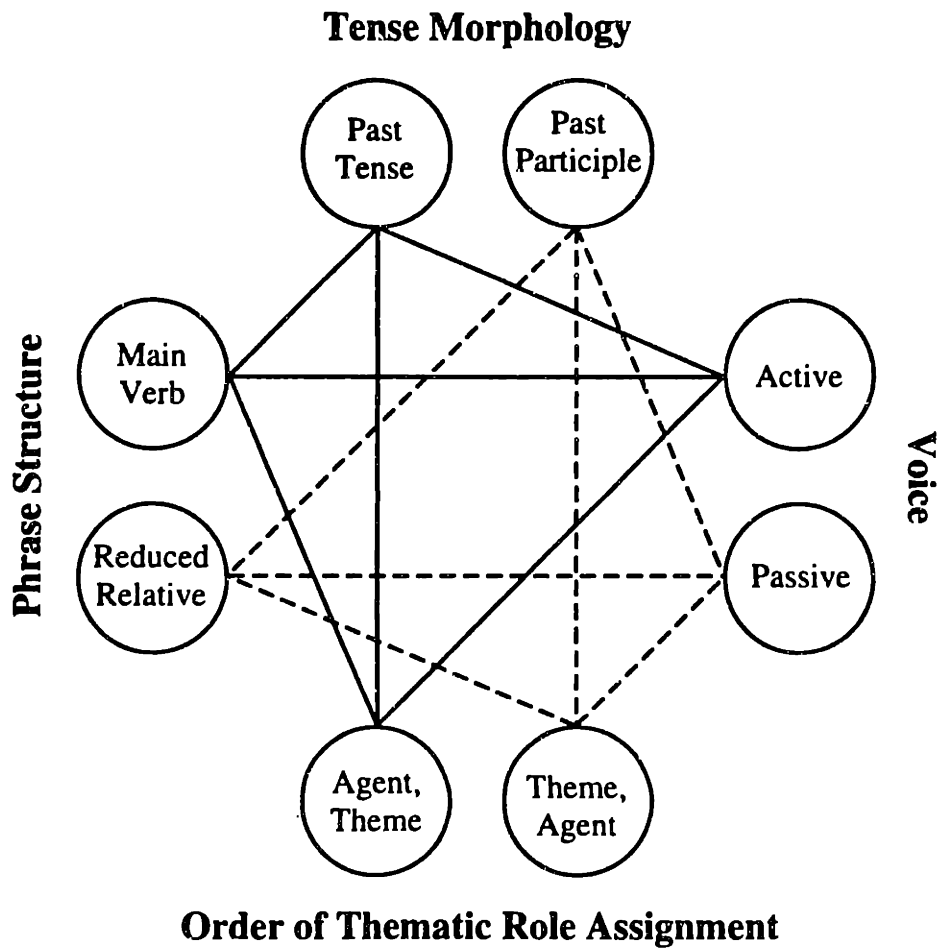 Tense Morphology
Past
Tense
Past
Participle
Main
Verb
Active
Phrase Structure
Voice
Reduced
Relative
Passive
Agent,
Theme
Theme,
Agent
Order of Thematic Role Assignment